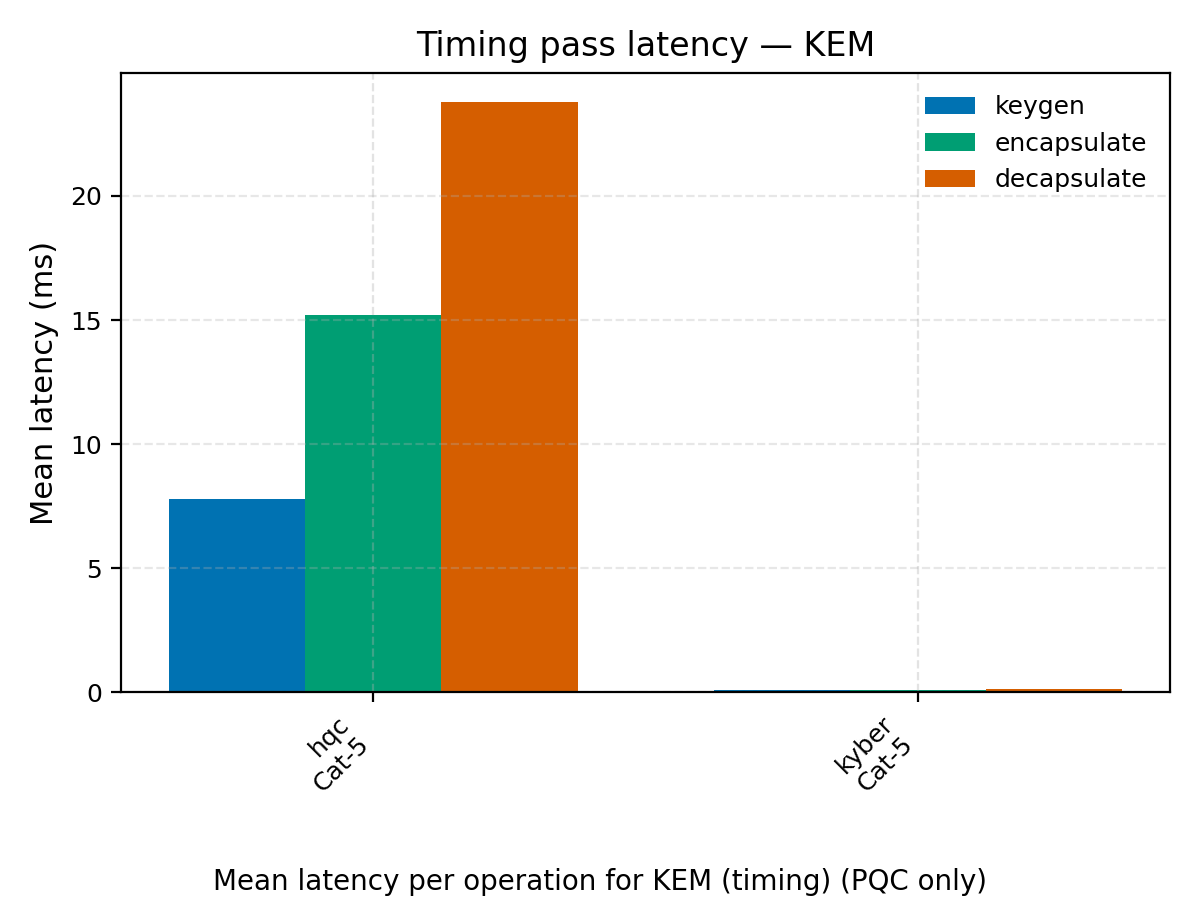 Timing pass latency — KEM
keygen
encapsulate
decapsulate
Mean latency (ms)
20
15
10
5
0
hqc
Cat-5
kyber
Cat-5
Mean latency per operation for KEM (timing) (PQC only)